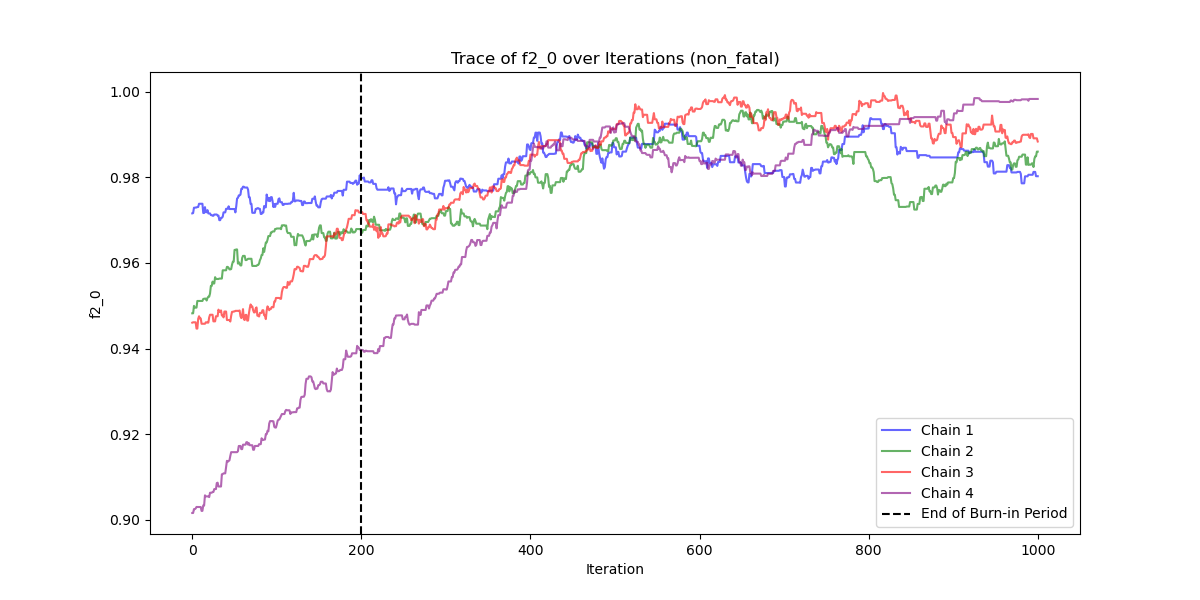 Trace of f2_0 over Iterations (non_fatal)
1.00
0.98
0.96
0.94
0.92
0.90
f2_0
0
200
400
600
800
1000
Iteration
Chain 1
Chain 2
Chain 3
Chain 4
End of Burn-in Period